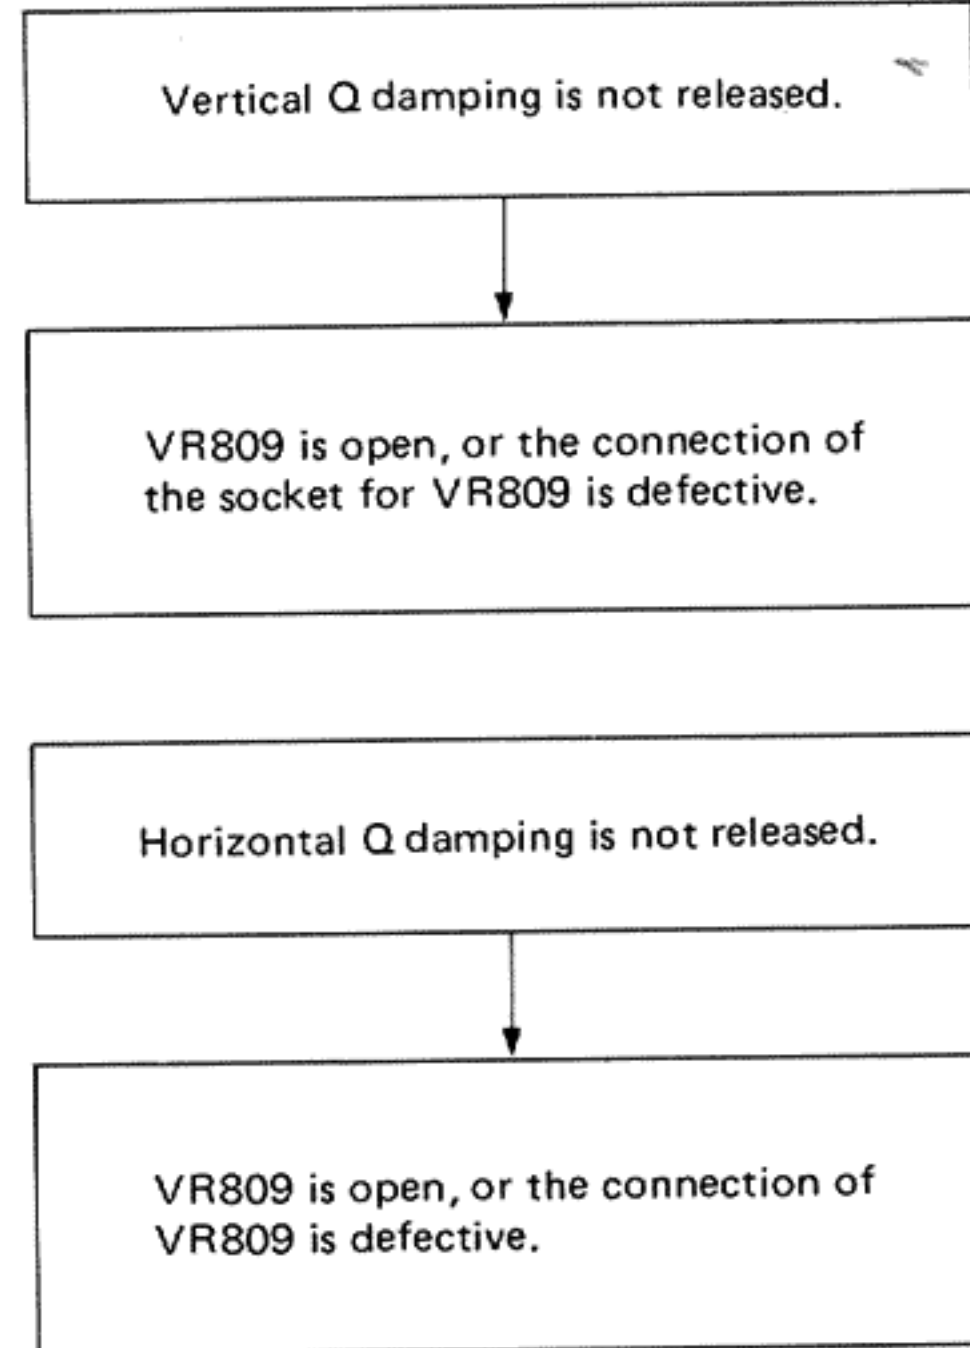 Vertical Q damping is not released.
VR809 is open, or the connection of
the socket for VR809 is defective.
Horizontal Q damping is not released.
VR809 is open, or the connection of
VR809 is defective.